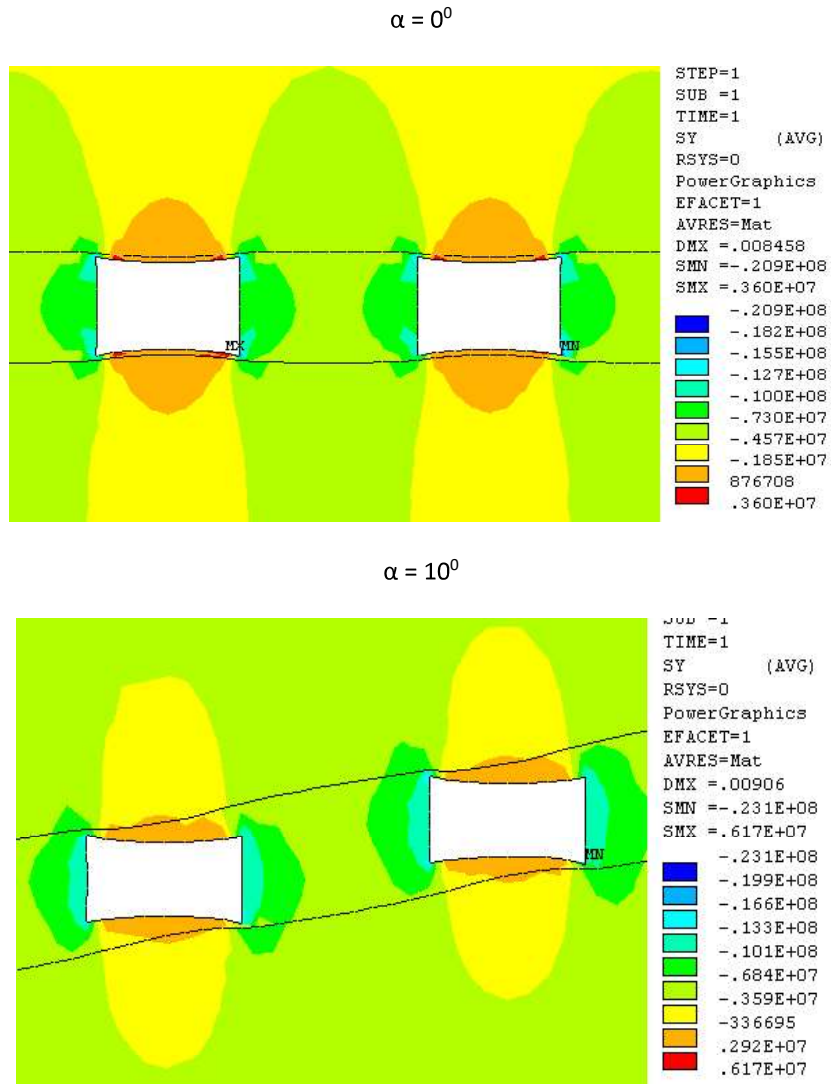 α = 0⁰
STEP=1
SUB =1
TIME=1
SY (AVG)
RSYS=0
PowerGraphics
EFACET=1
AVRES=Mat
DMX =.008458
SMN =-.209E+08
SMX =.360E+07
-.209E+08
-.182E+08
-.155E+08
-.127E+08
-.100E+08
-.730E+07
-.457E+07
-.185E+07
876708
.360E+07
MX
MN
α = 10⁰
SUB =1
TIME=1
SY (AVG)
RSYS=0
PowerGraphics
EFACET=1
AVRES=Mat
DMX =.00906
SMN =-.231E+08
SMX =.617E+07
-.231E+08
-.199E+08
-.166E+08
-.133E+08
-.101E+08
-.684E+07
-.359E+07
-336695
.292E+07
.617E+07
MN